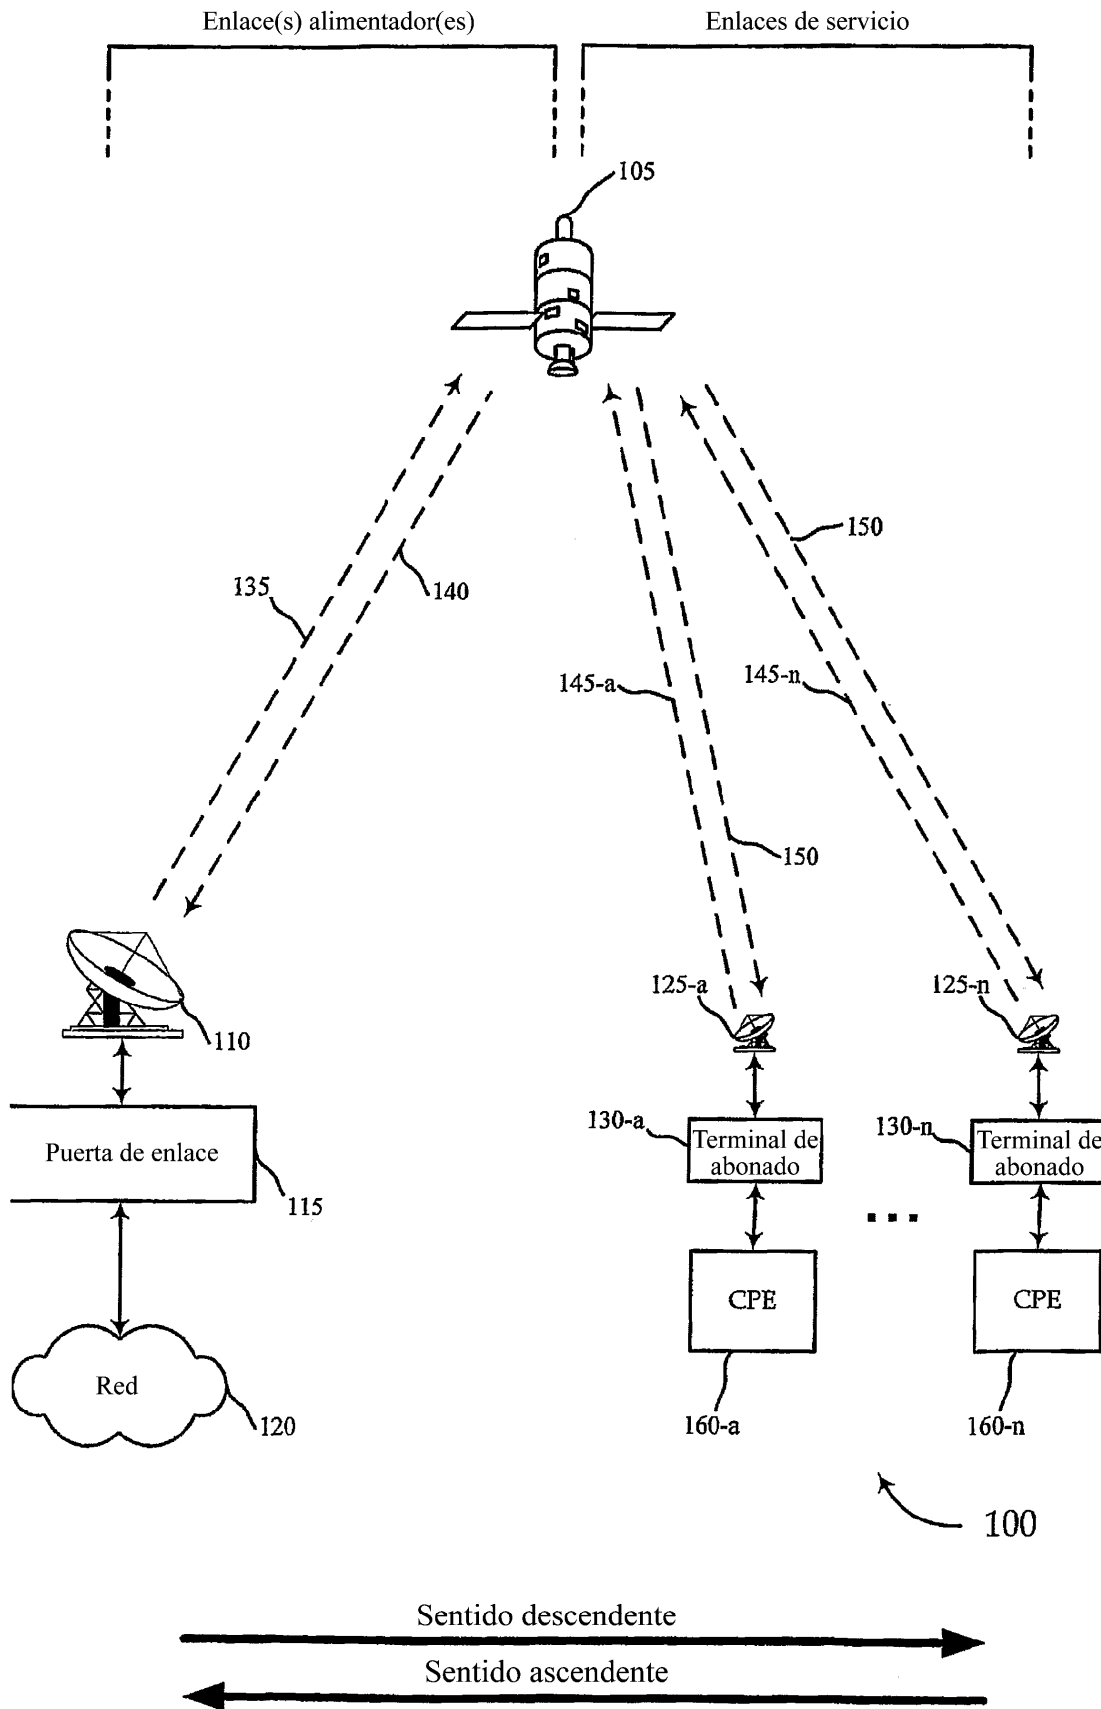 Enlace(s) alimentador(es)
Enlaces de servicio
105
150
135
140
145-a
145-n
150
125-a
125-n
110
130-a
Terminal de
abonado
130-n
Terminal de
abonado
Puerta de enlace
115
...
CPE
CPE
Red
120
160-a
160-n
100
Sentido descendente
Sentido ascendente